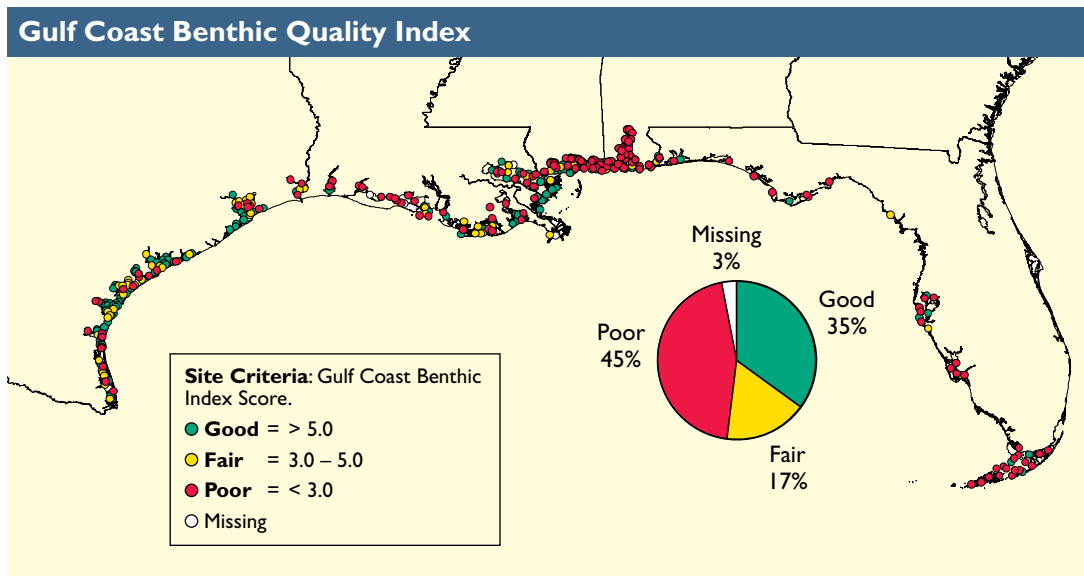 Gulf Coast Benthic Quality Index
Missing
3%
Good
35%
Poor
45%
Fair
17%
Site Criteria: Gulf Coast Benthic
Index Score.
Good = > 5.0
Fair = 3.0 – 5.0
Poor = < 3.0
Missing